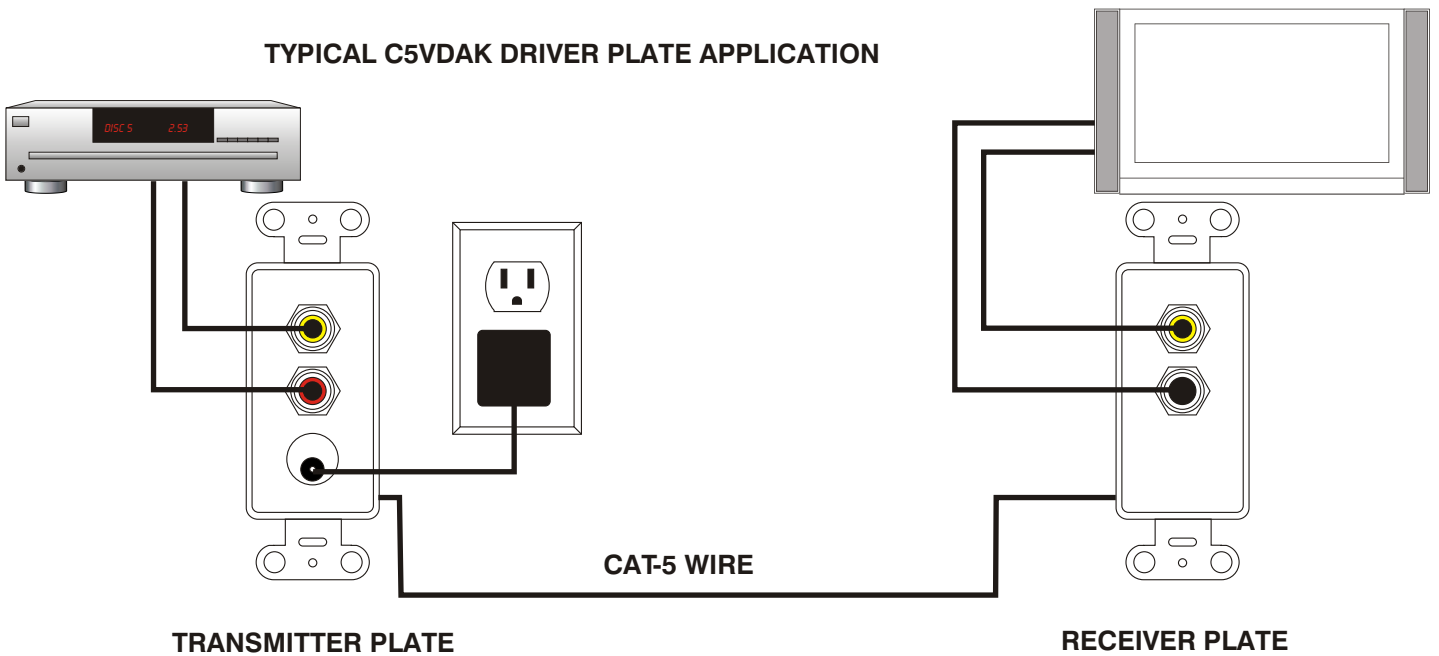 TYPICAL C5VDAK DRIVER PLATE APPLICATION
DISC 5 2.53
CAT-5 WIRE
TRANSMITTER PLATE
RECEIVER PLATE